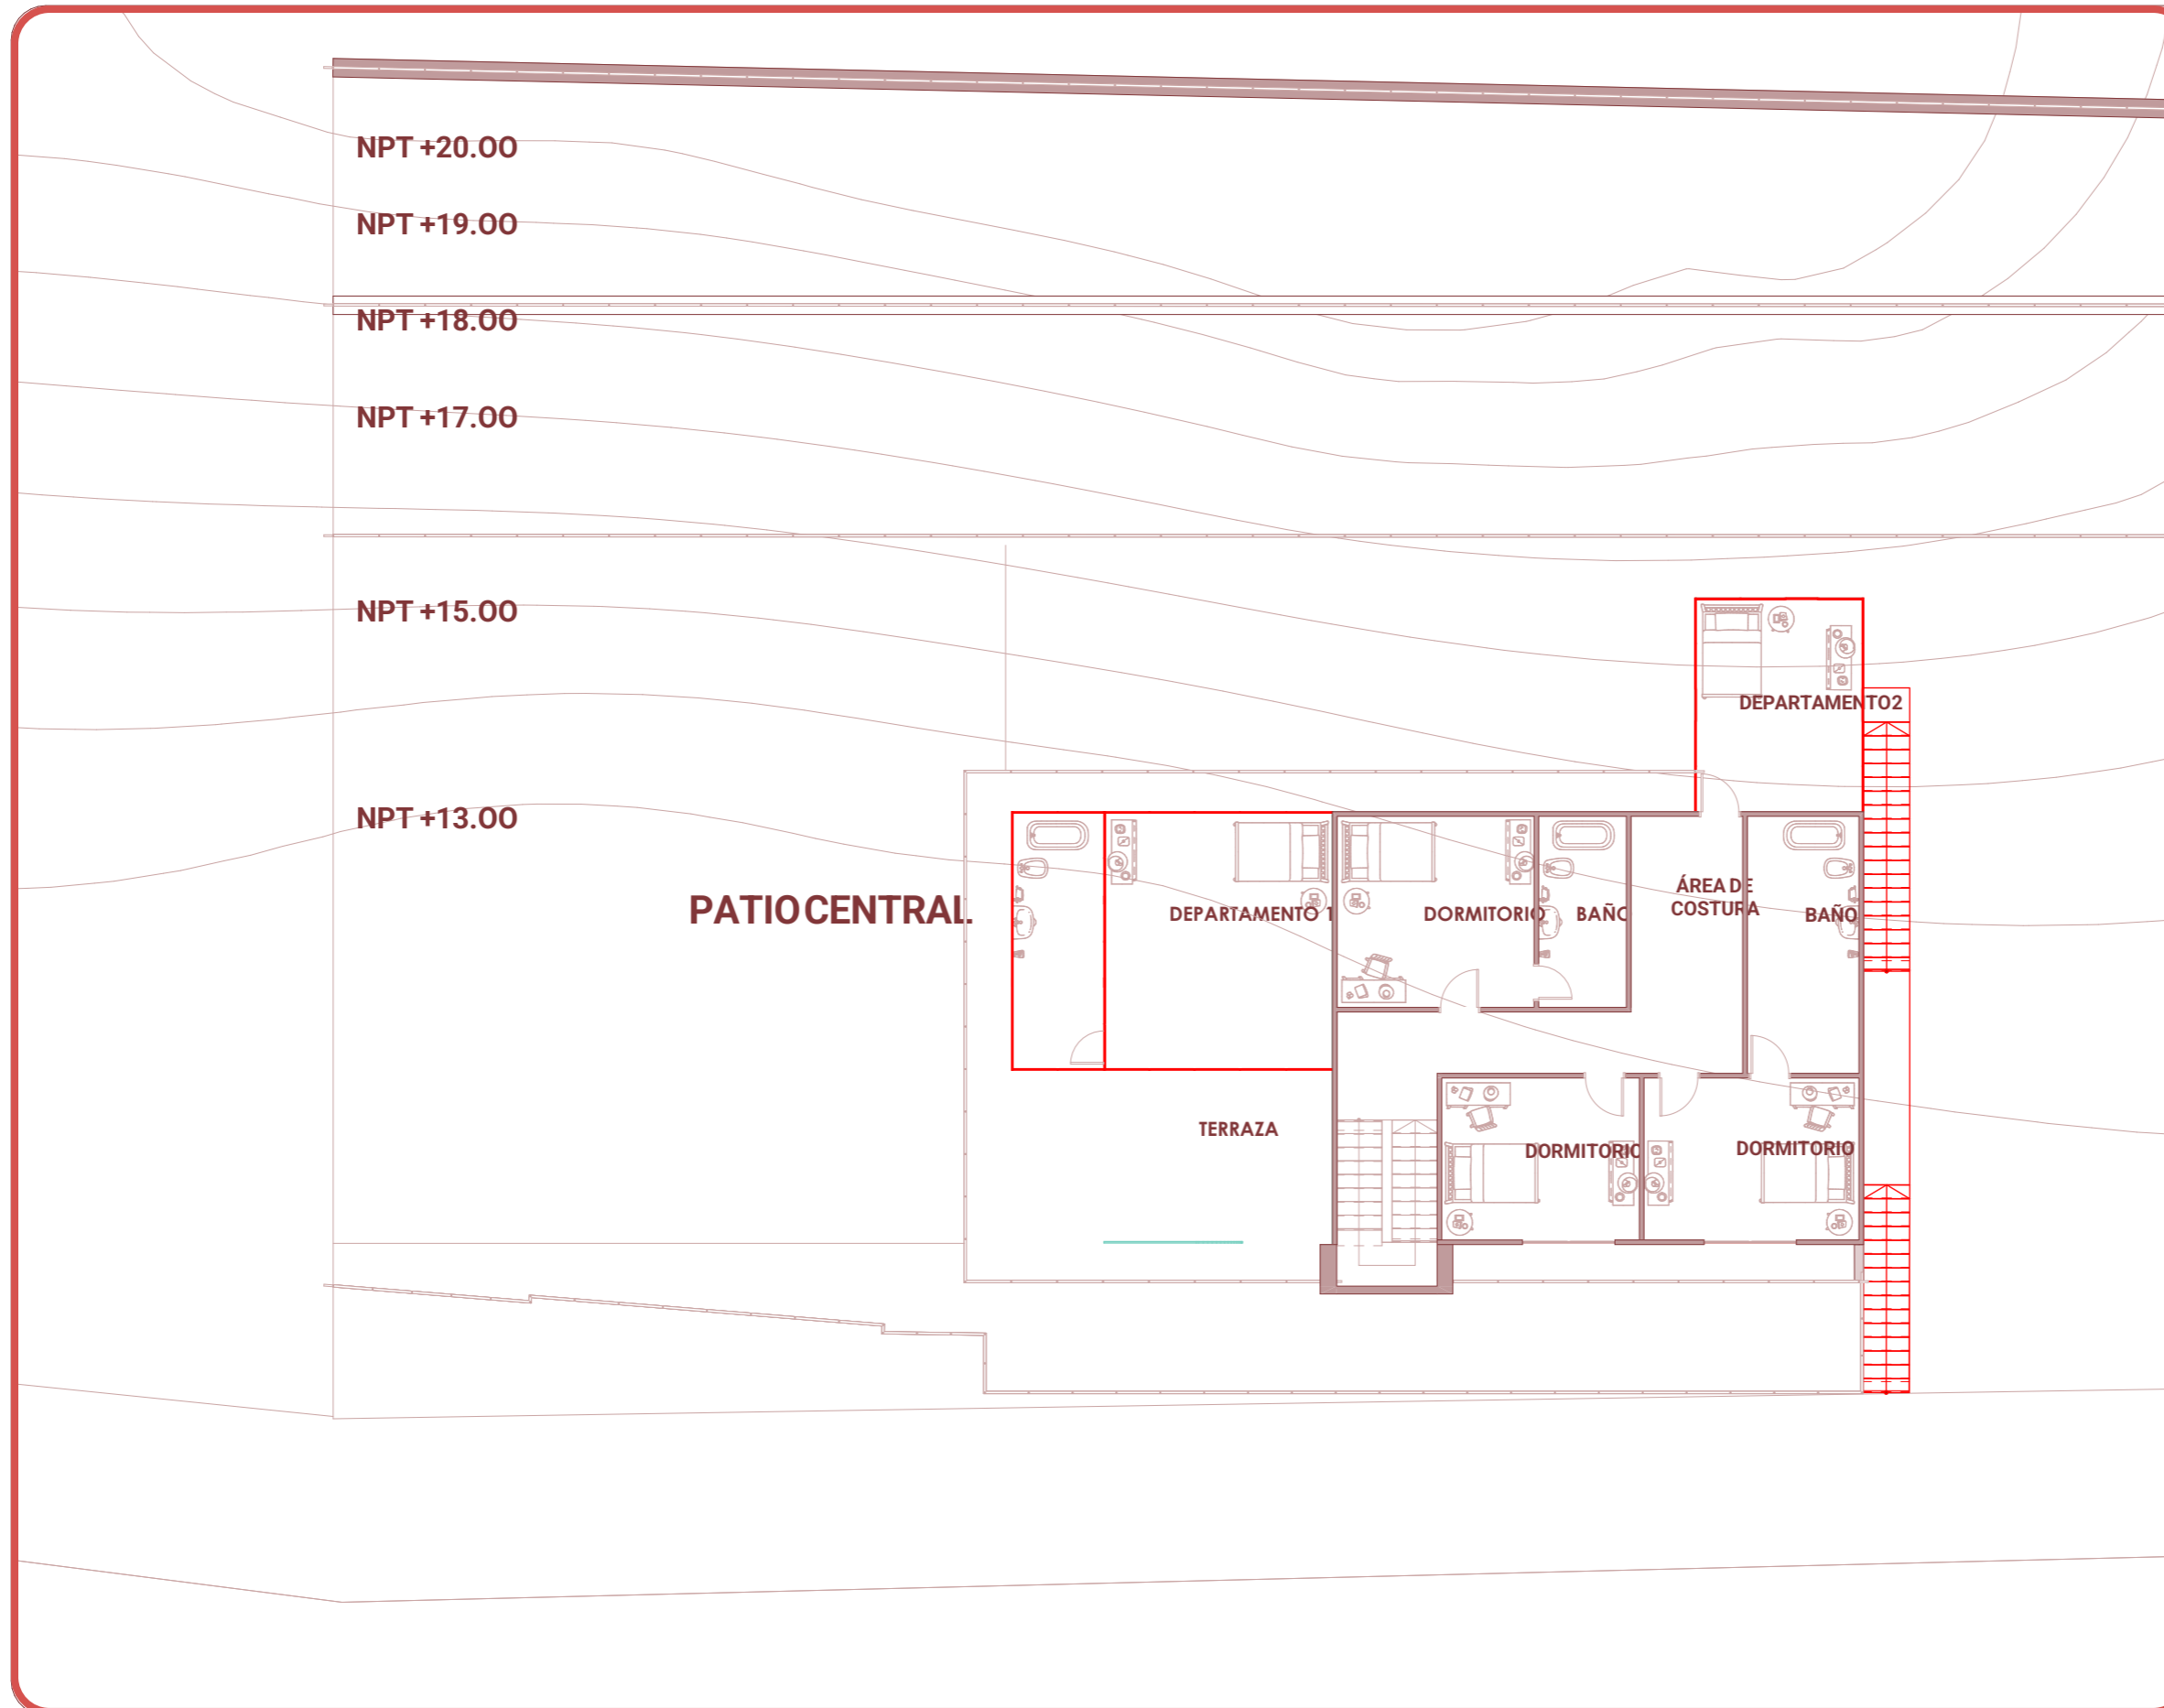 NPT +20.00
NPT +19.00
NPT +18.00
NPT +17.00
NPT +15.00
DEPARTAMENTO2
NPT +13.00
PATIO CENTRAL
DEPARTAMENTO 1
DORMITORIO
BAÑO
ÁREA DE
COSTURA
BAÑO
TERRAZA
DORMITORIO
DORMITORIO